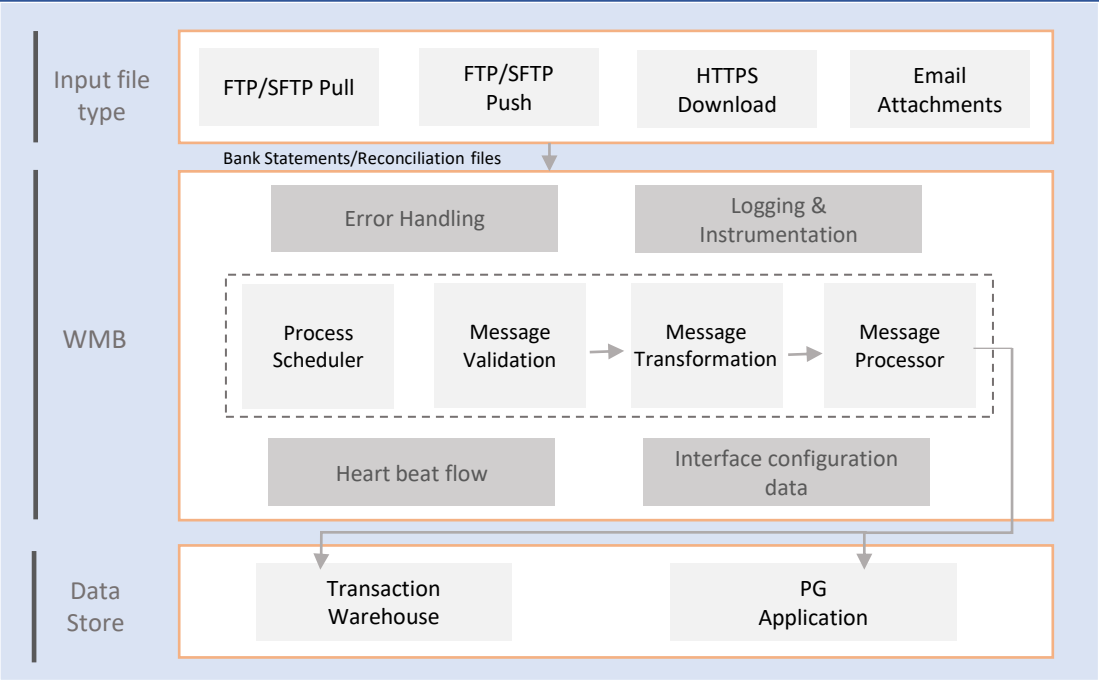 Input file
type
FTP/SFTP Pull
FTP/SFTP
Push
HTTPS
Download
Email
Attachments
Bank Statements/Reconciliation files
WMB
Error Handling
Logging &
Instrumentation
Process
Scheduler
Message
Validation
Message
Transformation
Message
Processor
Heart beat flow
Interface configuration
data
Data
Store
Transaction
Warehouse
PG
Application